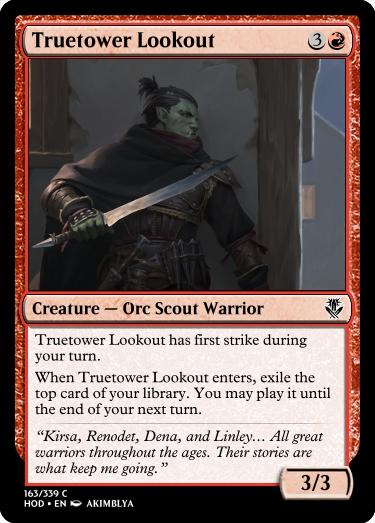 Truetower Lookout 3
Creature — Orc Scout Warrior
Truetower Lookout has first strike during
your turn.
When Truetower Lookout enters, exile the
top card of your library. You may play it until
the end of your next turn.
“Kirsa, Renodet, Dena, and Linley... All great
warriors throughout the ages. Their stories are
what keep me going.”
3/3
163/339 C
HOD • EN AKIMBLYA